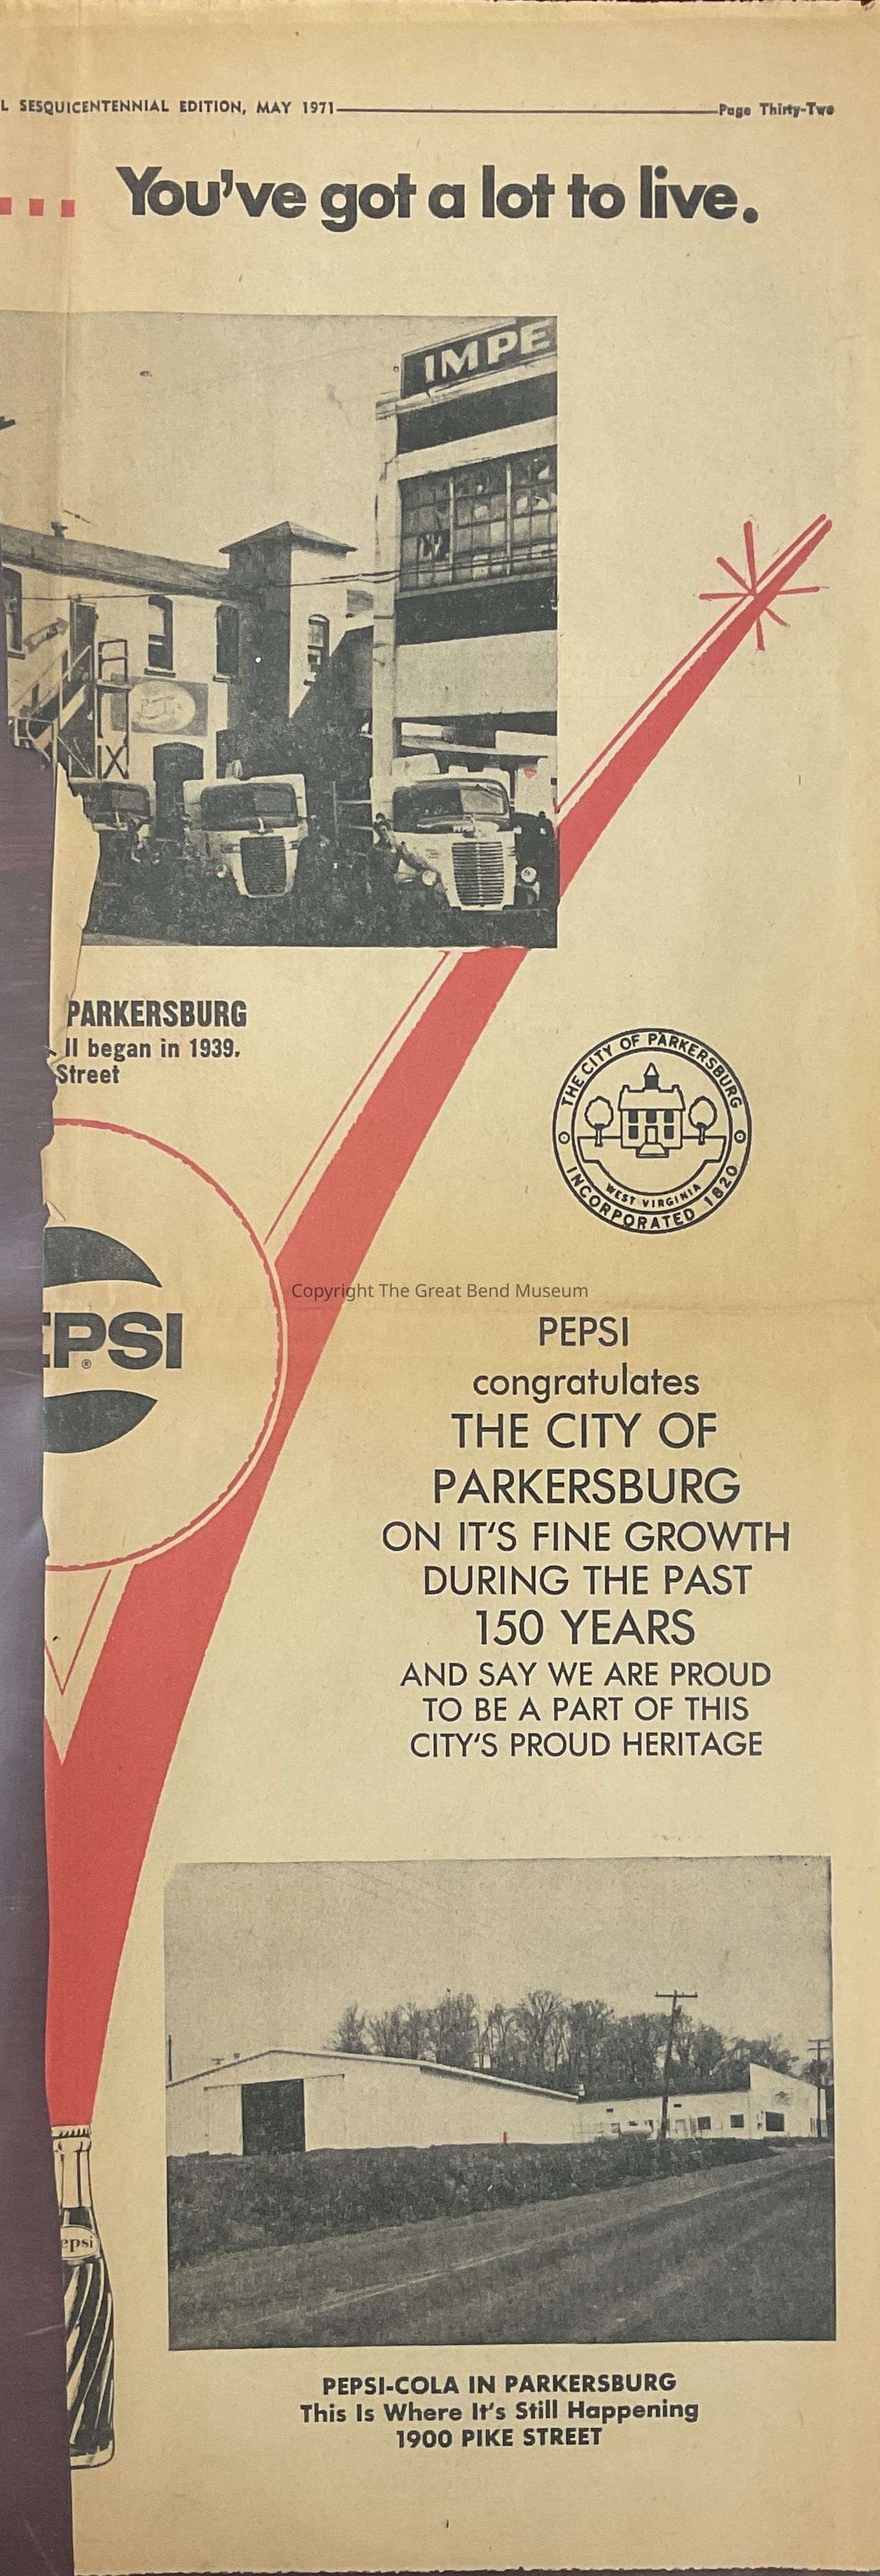 L SESQUICENTENNIAL EDITION, MAY 1971 Page Thirty-Two
... You've got a lot to live.
IMPE
PEPSI
PARKERSBURG
ll began in 1939.
Street
THE CITY OF PARKERSBURG
WEST VIRGINIA
INCORPORATED 1820
EPSI
®
Copyright The Great Bend Museum
PEPSI
congratulates
THE CITY OF
PARKERSBURG
ON IT'S FINE GROWTH
DURING THE PAST
150 YEARS
AND SAY WE ARE PROUD
TO BE A PART OF THIS
CITY'S PROUD HERITAGE
epsi
PEPSI-COLA IN PARKERSBURG
This Is Where It's Still Happening
1900 PIKE STREET